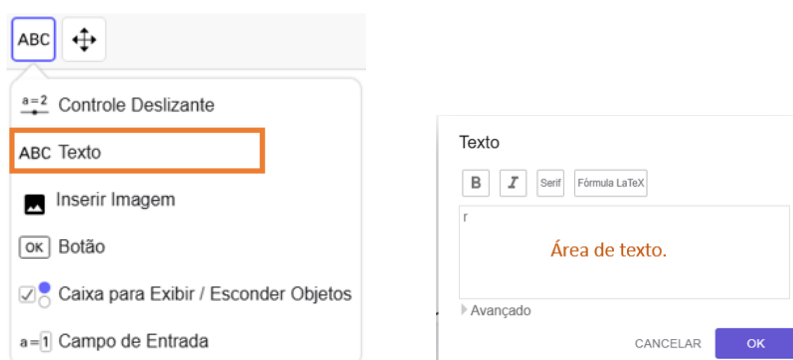 ABC
a=2 Controle Deslizante
ABC Texto
Inserir Imagem
OK Botão
Caixa para Exibir / Esconder Objetos
a=1 Campo de Entrada
Texto
B I Serif Fórmula LaTeX
r
Área de texto.
Avançado
CANCELAR OK